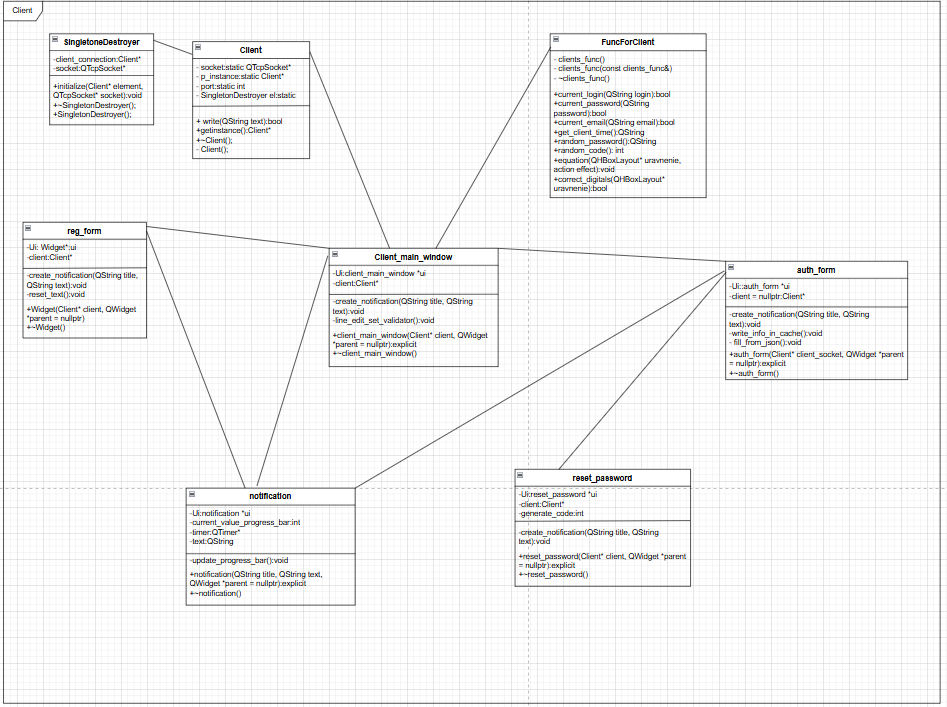 Client
SingletoneDestroyer
-client_connection:Client*
-socket:QTcpSocket*
+initialize(Client* element,
QTcpSocket* socket):void
+~SingletonDestroyer();
+SingletonDestroyer();
Client
- socket:static QTcpSocket*
- p_instance:static Client*
- port:static int
- SingletonDestroyer el:static
+ write(QString text):bool
+getinstance():Client*
+~Client();
- Client();
FuncForClient
- clients_func()
- clients_func(const clients_func&)
- ~clients_func()
+current_login(QString login):bool
+current_password(QString
password):bool
+current_email(QString email):bool
+get_client_time():QString
+random_password():QString
+random_code(): int
+equation(QHBoxLayout* uravnenie,
action effect):void
+correct_digitals(QHBoxLayout*
uravnenie):bool
reg_form
-Ui: Widget*:ui
-client:Client*
-create_notification(QString title,
QString text):void
-reset_text():void
+Widget(Client* client, QWidget
*parent = nullptr)
+~Widget()
Client_main_window
-Ui:client_main_window *ui
-client:Client*
-create_notification(QString title, QString
text):void
-line_edit_set_validator():void
+client_main_window(Client* client, QWidget
*parent = nullptr):explicit
+~client_main_window()
auth_form
-Ui::auth_form *ui
-client = nullptr:Client*
-create_notification(QString title, QString
text):void
-write_info_in_cache():void
- fill_from_json():void
+auth_form(Client* client_socket, QWidget *parent
= nullptr):explicit
+~auth_form()
notification
-Ui:notification *ui
-current_value_progress_bar:int
-timer:QTimer*
-text:QString
-update_progress_bar():void
+notification(QString title, QString text,
QWidget *parent = nullptr):explicit
+~notification()
reset_password
-Ui:reset_password *ui
-client:Client*
-generate_code:int
-create_notification(QString title, QString
text):void
+reset_password(Client* client, QWidget *parent
= nullptr):explicit
+~reset_password()